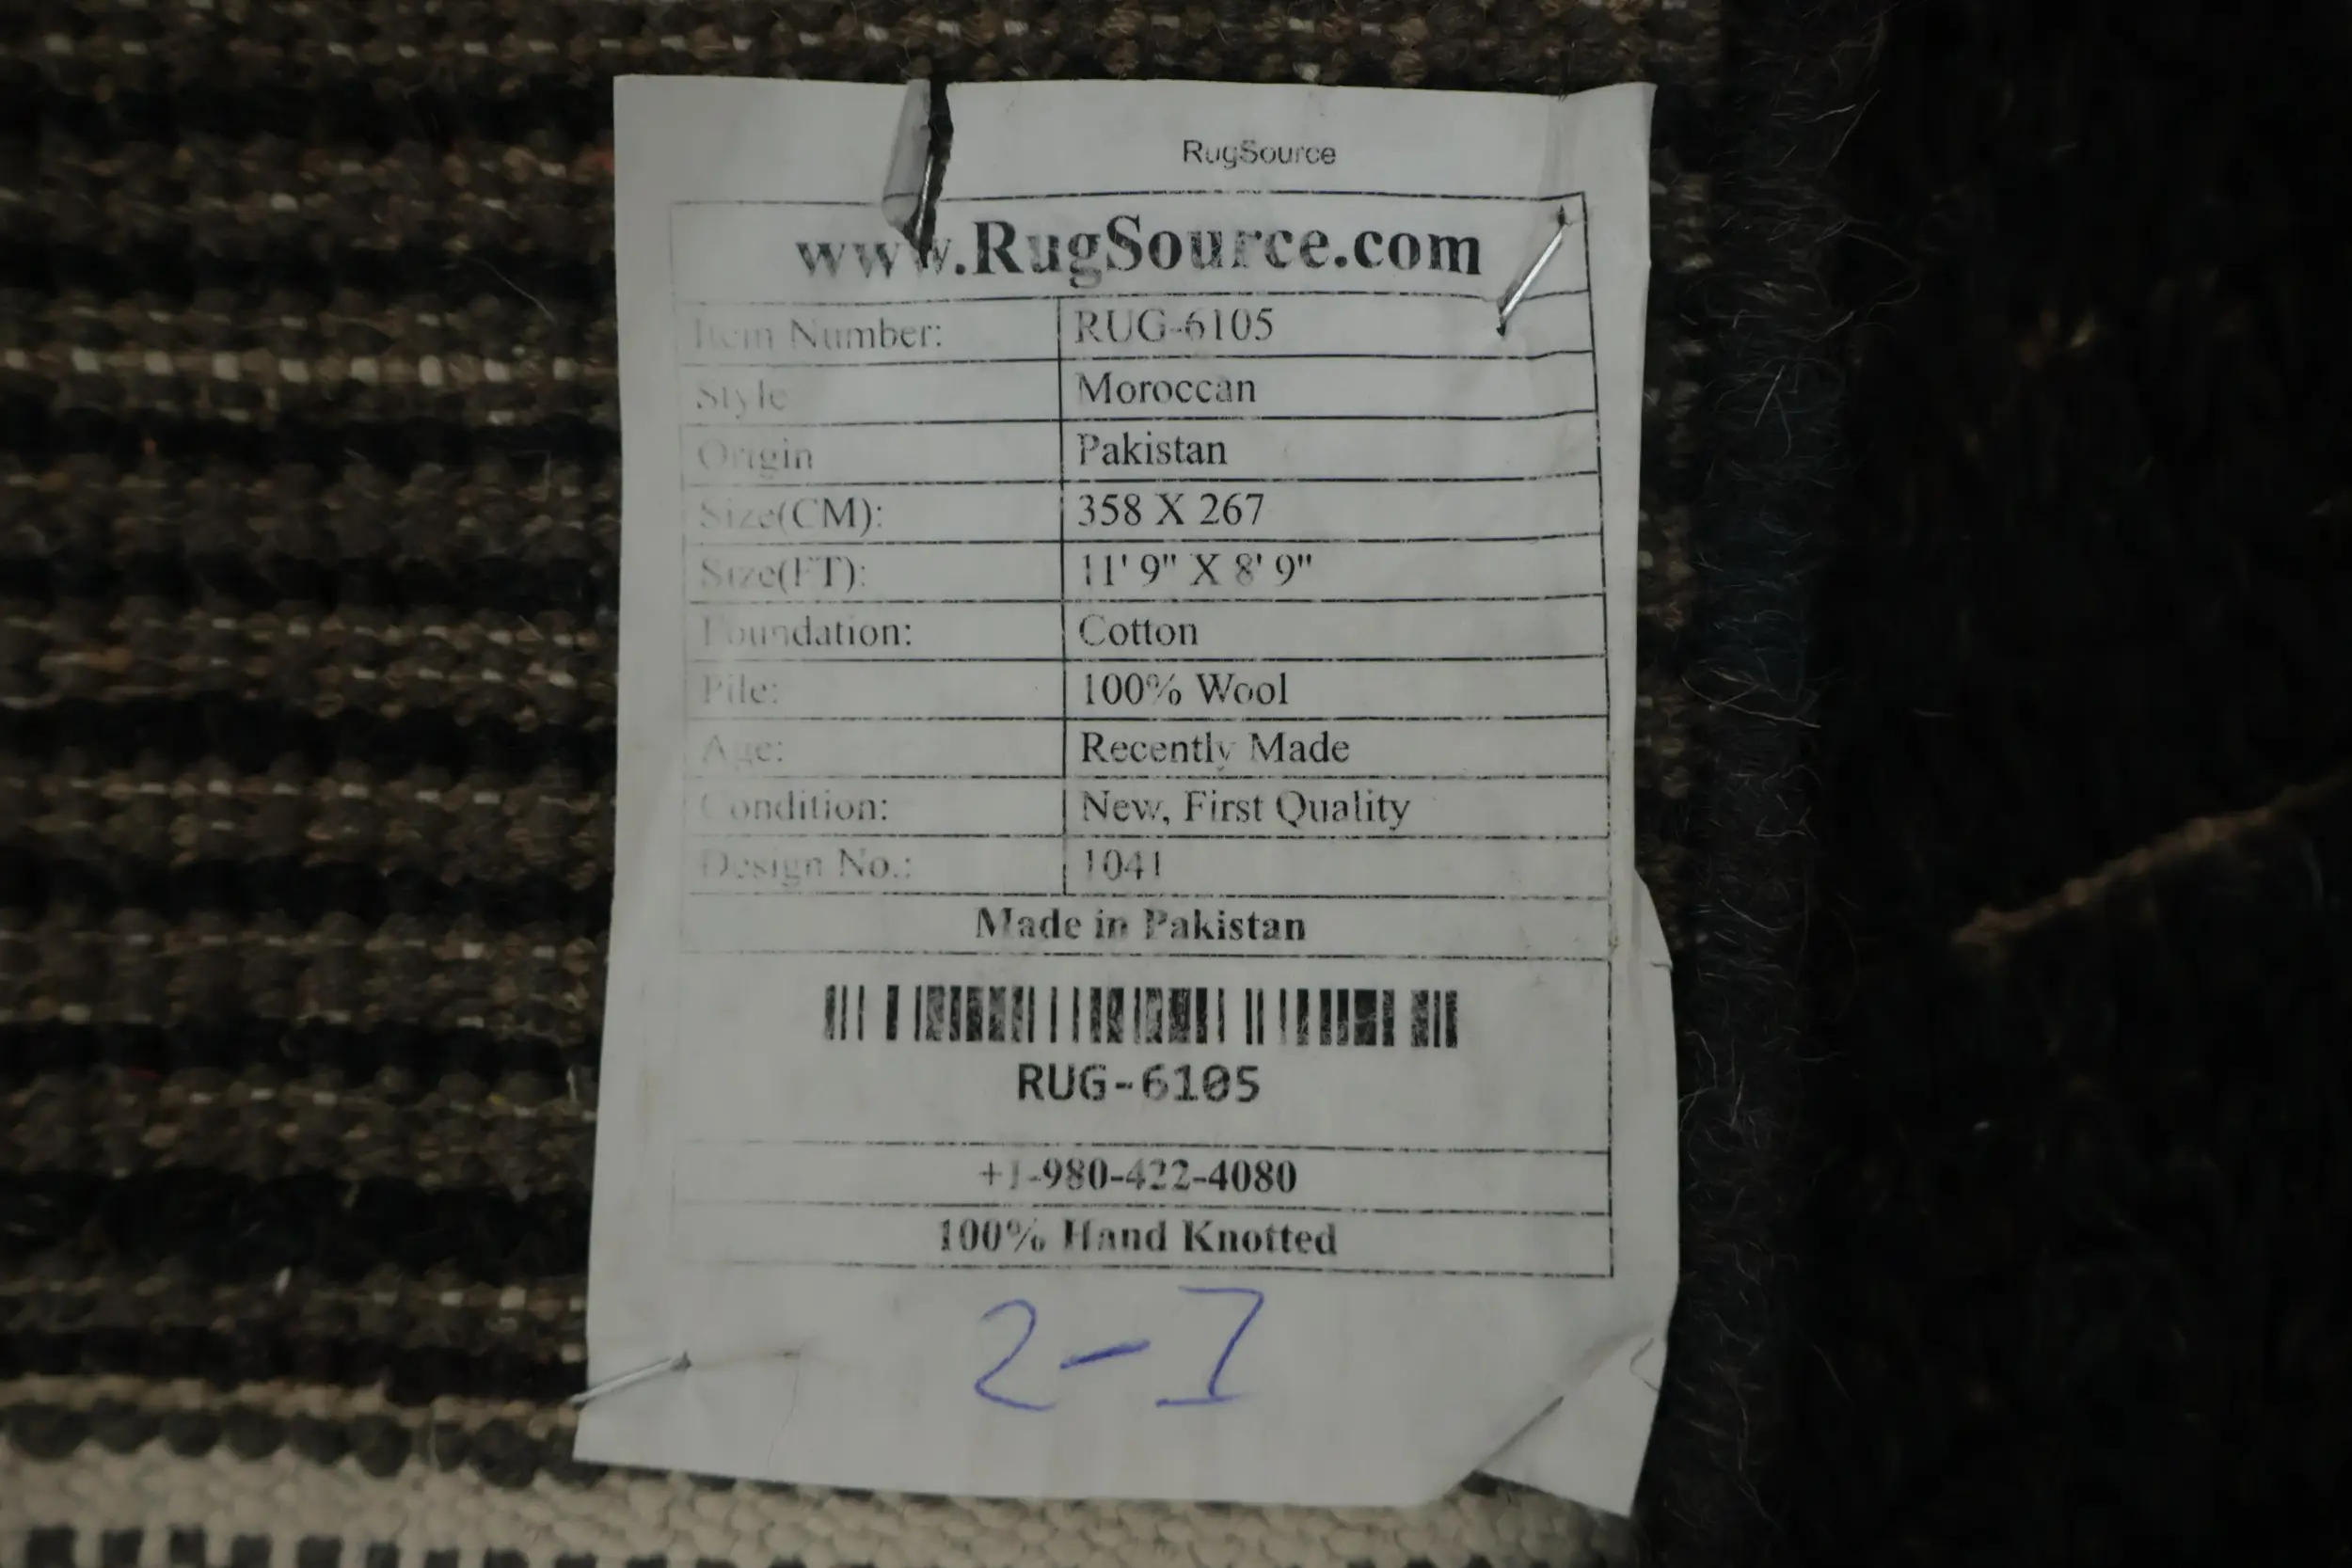 RugSource
www.RugSource.com
Item Number: RUG-6105
Style Moroccan
Origin Pakistan
Size(CM): 358 X 267
Size(FT): 11' 9" X 8' 9"
Foundation: Cotton
Pile: 100% Wool
Age: Recently Made
Condition: New, First Quality
Design No.: 1041
Made in Pakistan
RUG-6105
+1-980-422-4080
100% Hand Knotted
2-I